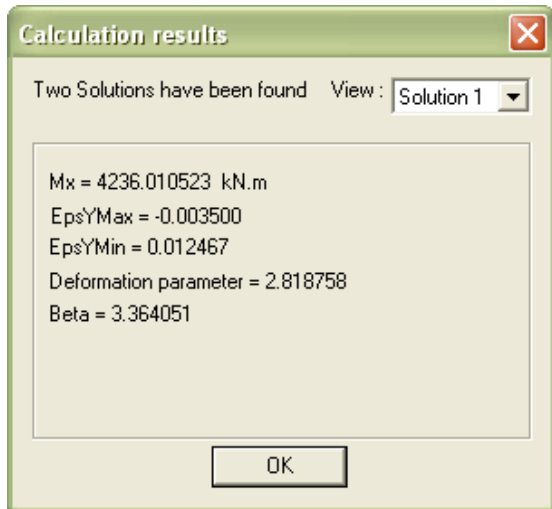 Calculation results
Two Solutions have been found View : Solution 1
Mx = 4236.010523 kN.m
EpsYMax = -0.003500
EpsYMin = 0.012467
Deformation parameter = 2.818758
Beta = 3.364051
OK